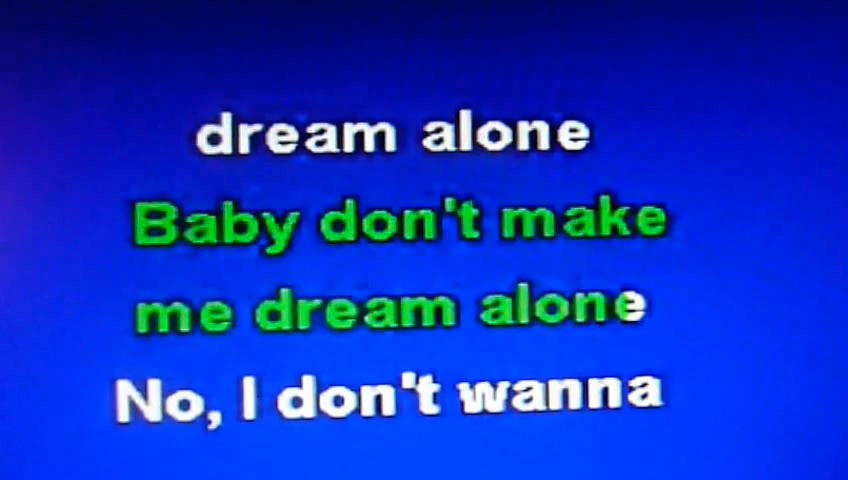 dream alone
Baby don't make
me dream alone
No, I don't wanna